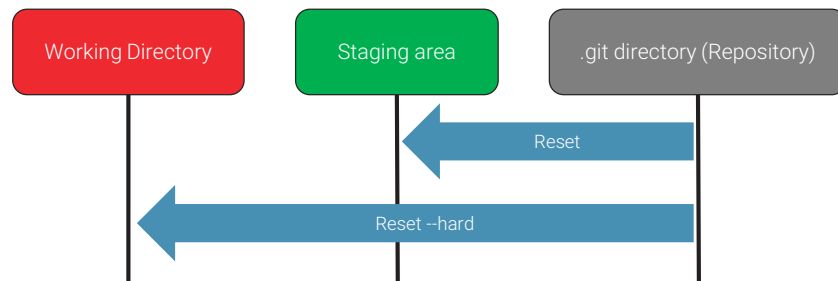 Working Directory
Staging area
.git directory (Repository)
Reset
Reset --hard